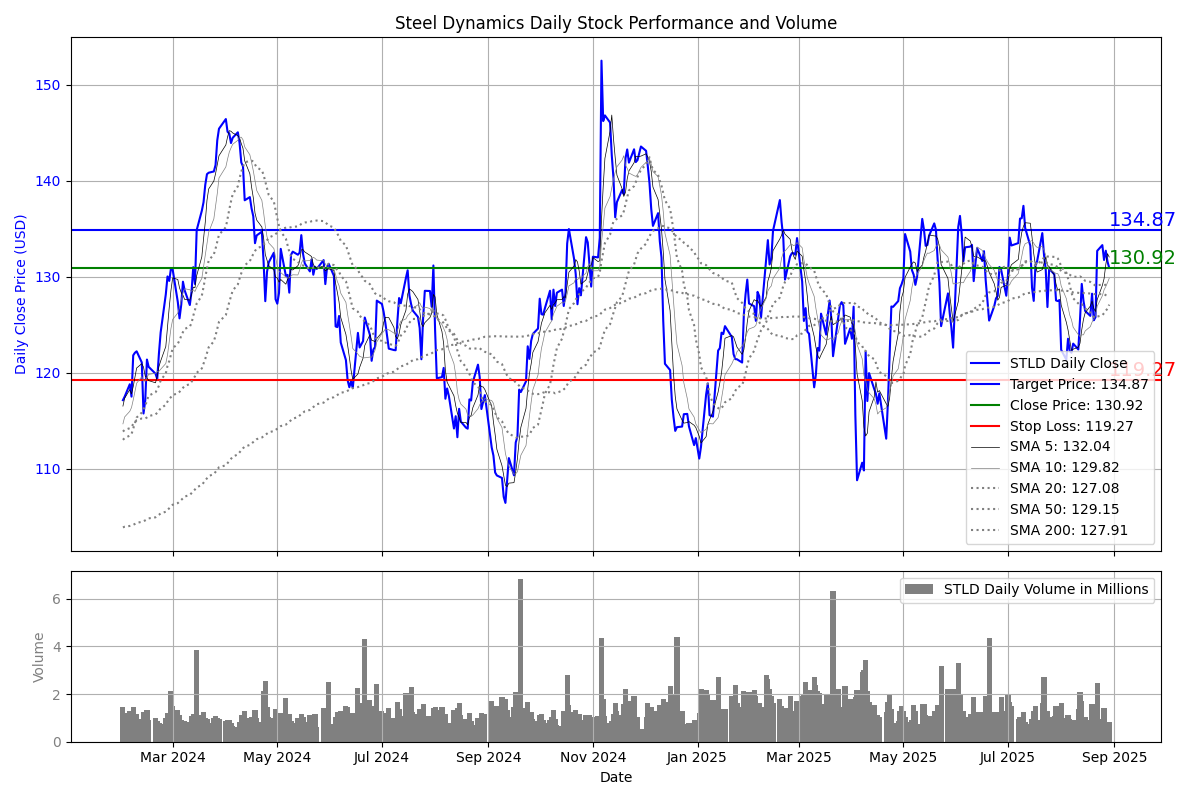 Steel Dynamics Daily Stock Performance and Volume
Daily Close Price (USD)
150
140
130
120
110
134.87
130.92
119.27
STLD Daily Close
Target Price: 134.87
Close Price: 130.92
Stop Loss: 119.27
SMA 5: 132.04
SMA 10: 129.82
SMA 20: 127.08
SMA 50: 129.15
SMA 200: 127.91
Volume
6
4
2
0
STLD Daily Volume in Millions
Mar 2024
May 2024
Jul 2024
Sep 2024
Nov 2024
Jan 2025
Mar 2025
May 2025
Jul 2025
Sep 2025
Date